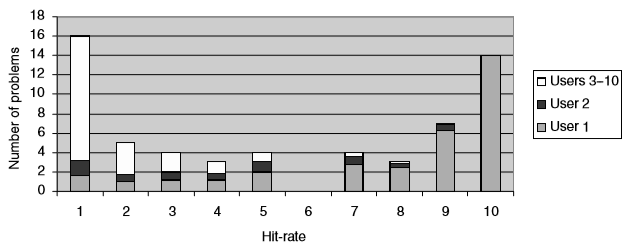 18
16
14
12
10
8
6
4
2
0
Number of problems
1 2 3 4 5 6 7 8 9 10
Hit-rate
Users 3–10
User 2
User 1